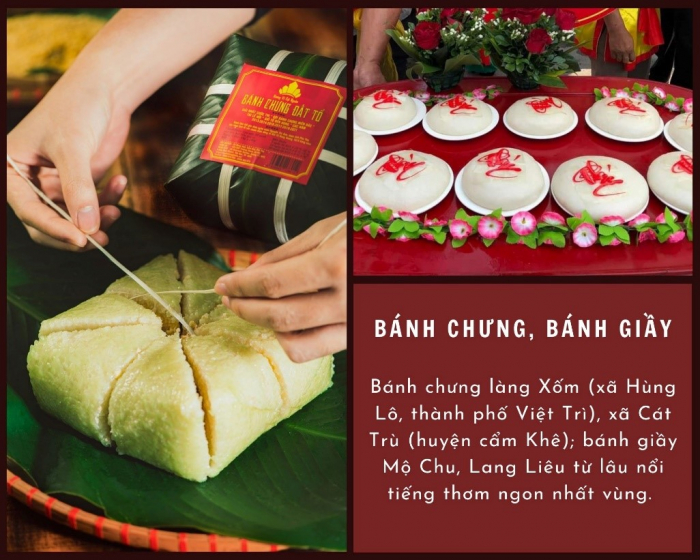 BÁNH CHƯNG ĐẤT TỔ
BÁNH CHƯNG, BÁNH GIẦY
Bánh chưng làng Xốm (xã Hùng
Lô, thành phố Việt Trì), xã Cát
Trù (huyện cẩm Khê); bánh giầy
Mộ Chu, Lang Liêu từ lâu nổi
tiếng thơm ngon nhất vùng.